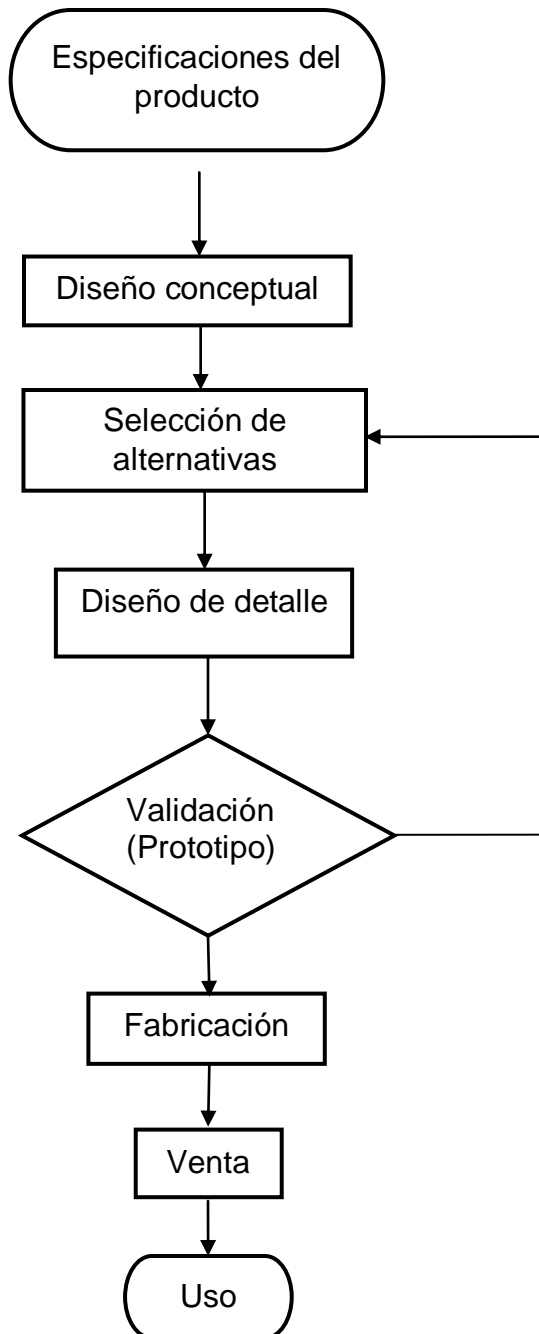 Especificaciones del
producto
Diseño conceptual
Selección de
alternativas
Diseño de detalle
Validación
(Prototipo)
Fabricación
Venta
Uso